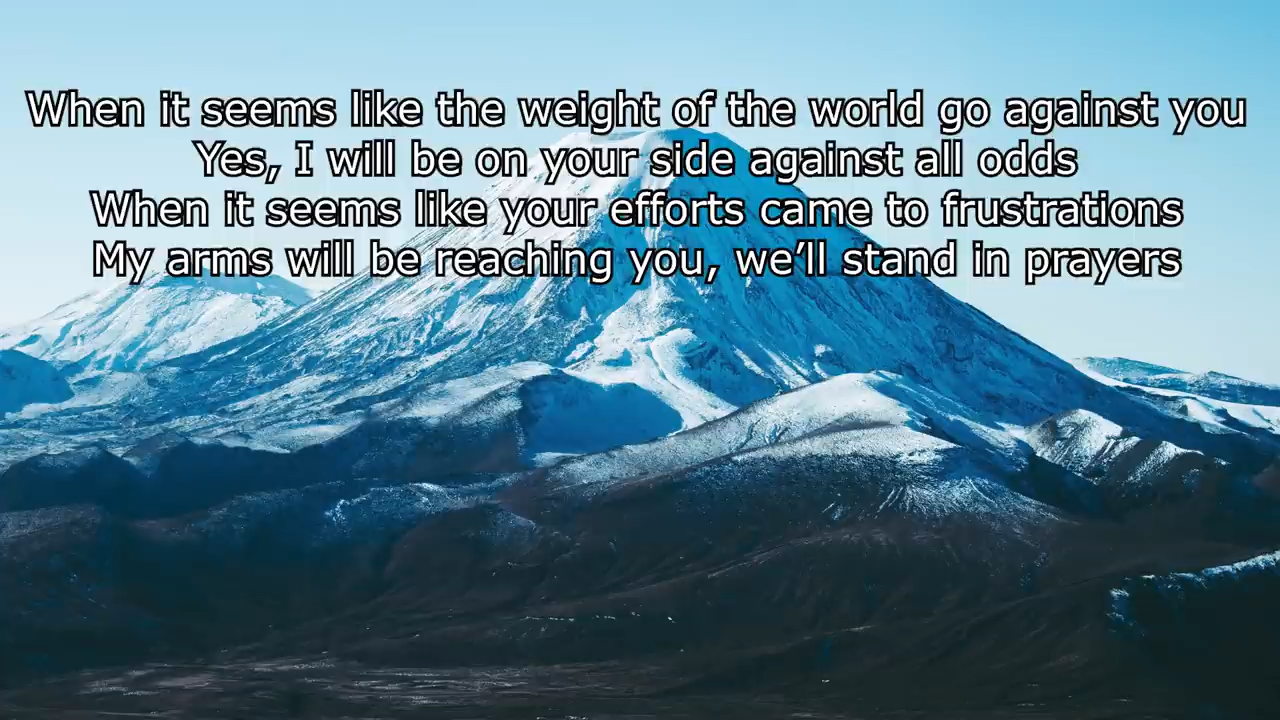 When it seems like the weight of the world go against you
Yes, I will be on your side against all odds
When it seems like your efforts came to frustrations
My arms will be reaching you, we’ll stand in prayers